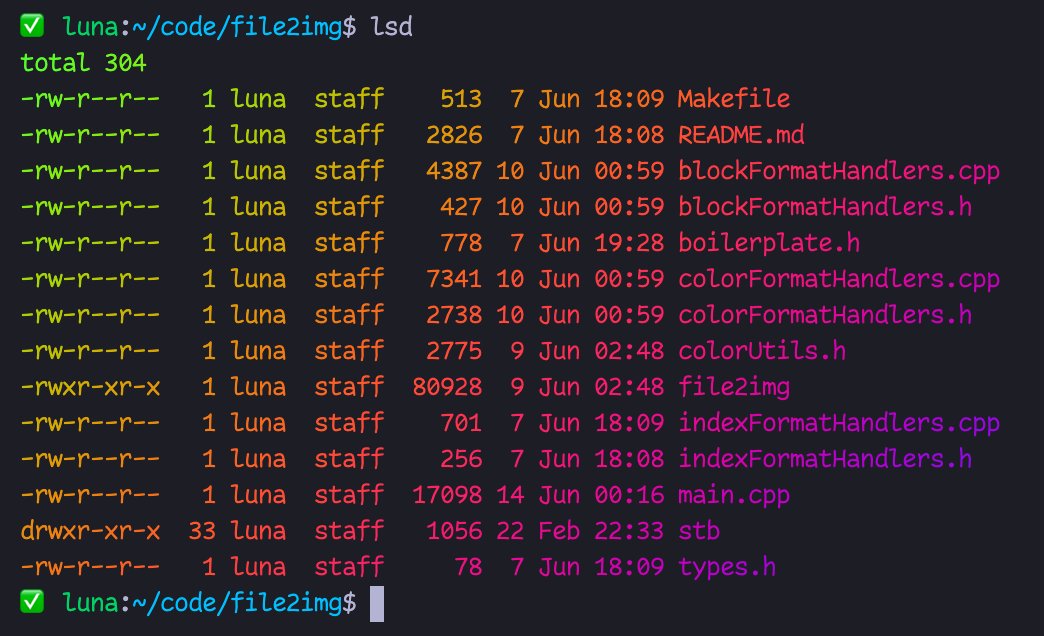 ✅ luna:~/code/file2img$ lsd
total 304
-rw-r--r--   1 luna  staff    513  7 Jun 18:09 Makefile
-rw-r--r--   1 luna  staff   2826  7 Jun 18:08 README.md
-rw-r--r--   1 luna  staff   4387 10 Jun 00:59 blockFormatHandlers.cpp
-rw-r--r--   1 luna  staff    427 10 Jun 00:59 blockFormatHandlers.h
-rw-r--r--   1 luna  staff    778  7 Jun 19:28 boilerplate.h
-rw-r--r--   1 luna  staff   7341 10 Jun 00:59 colorFormatHandlers.cpp
-rw-r--r--   1 luna  staff   2738 10 Jun 00:59 colorFormatHandlers.h
-rw-r--r--   1 luna  staff   2775  9 Jun 02:48 colorUtils.h
-rwxr-xr-x   1 luna  staff  80928  9 Jun 02:48 file2img
-rw-r--r--   1 luna  staff    701  7 Jun 18:09 indexFormatHandlers.cpp
-rw-r--r--   1 luna  staff    256  7 Jun 18:08 indexFormatHandlers.h
-rw-r--r--   1 luna  staff  17098 14 Jun 00:16 main.cpp
drwxr-xr-x  33 luna  staff   1056 22 Feb 22:33 stb
-rw-r--r--   1 luna  staff     78  7 Jun 18:09 types.h
✅ luna:~/code/file2img$